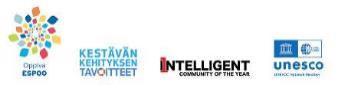 Oppiva
ESPOO
KESTÄVÄN
KEHITYKSEN
TAVOITTEET
INTELLIGENT
COMMUNITY OF THE YEAR
unesco